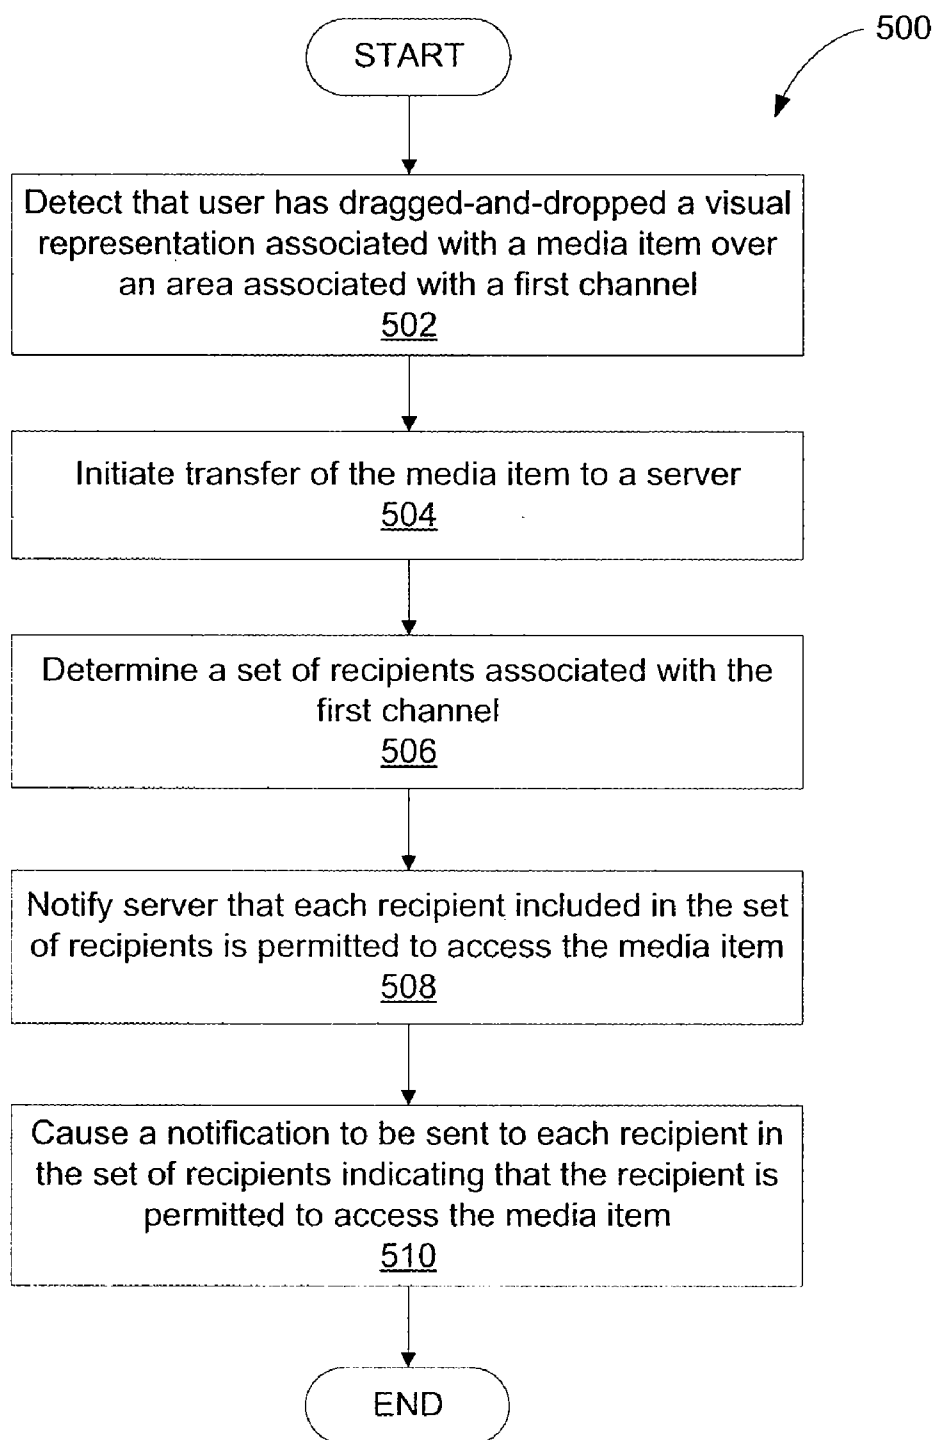 START
500
Detect that user has dragged-and-dropped a visual
representation associated with a media item over
an area associated with a first channel
502
Initiate transfer of the media item to a server
504
Determine a set of recipients associated with the
first channel
506
Notify server that each recipient included in the set
of recipients is permitted to access the media item
508
Cause a notification to be sent to each recipient in
the set of recipients indicating that the recipient is
permitted to access the media item
510
END